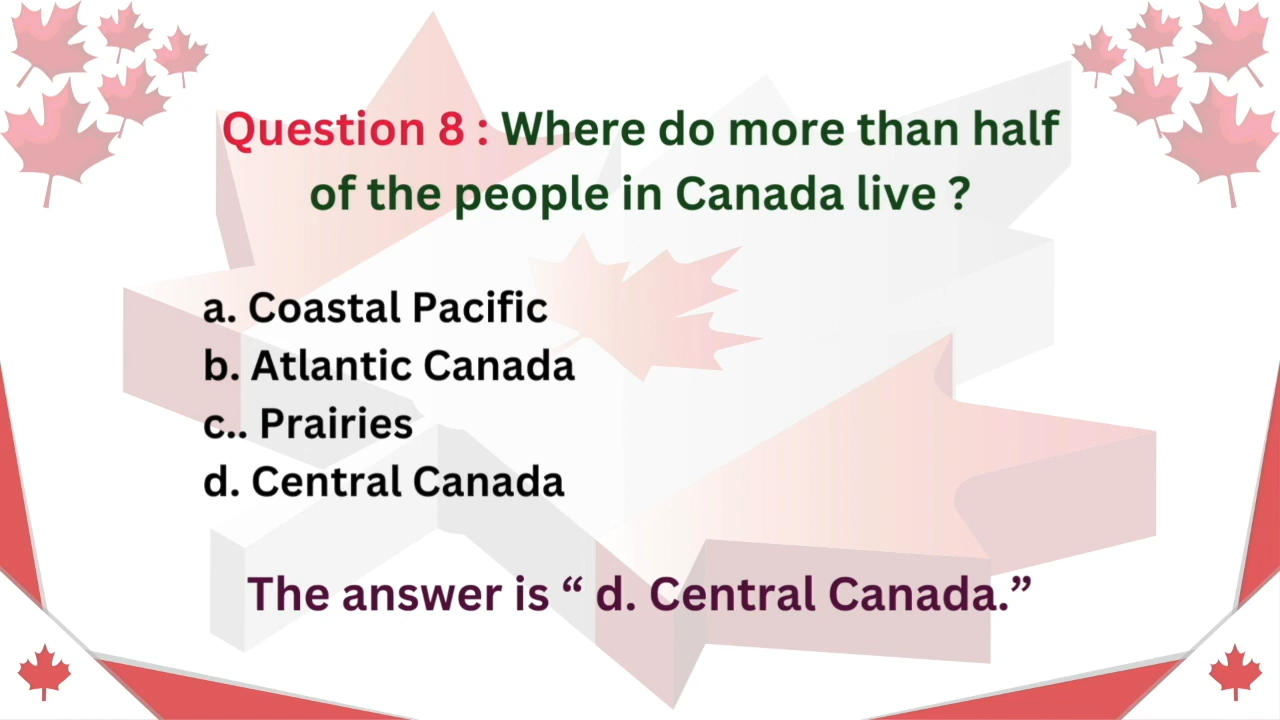 Question 8 : Where do more than half
of the people in Canada live ?
a. Coastal Pacific
b. Atlantic Canada
c.. Prairies
d. Central Canada
The answer is “ d. Central Canada.”